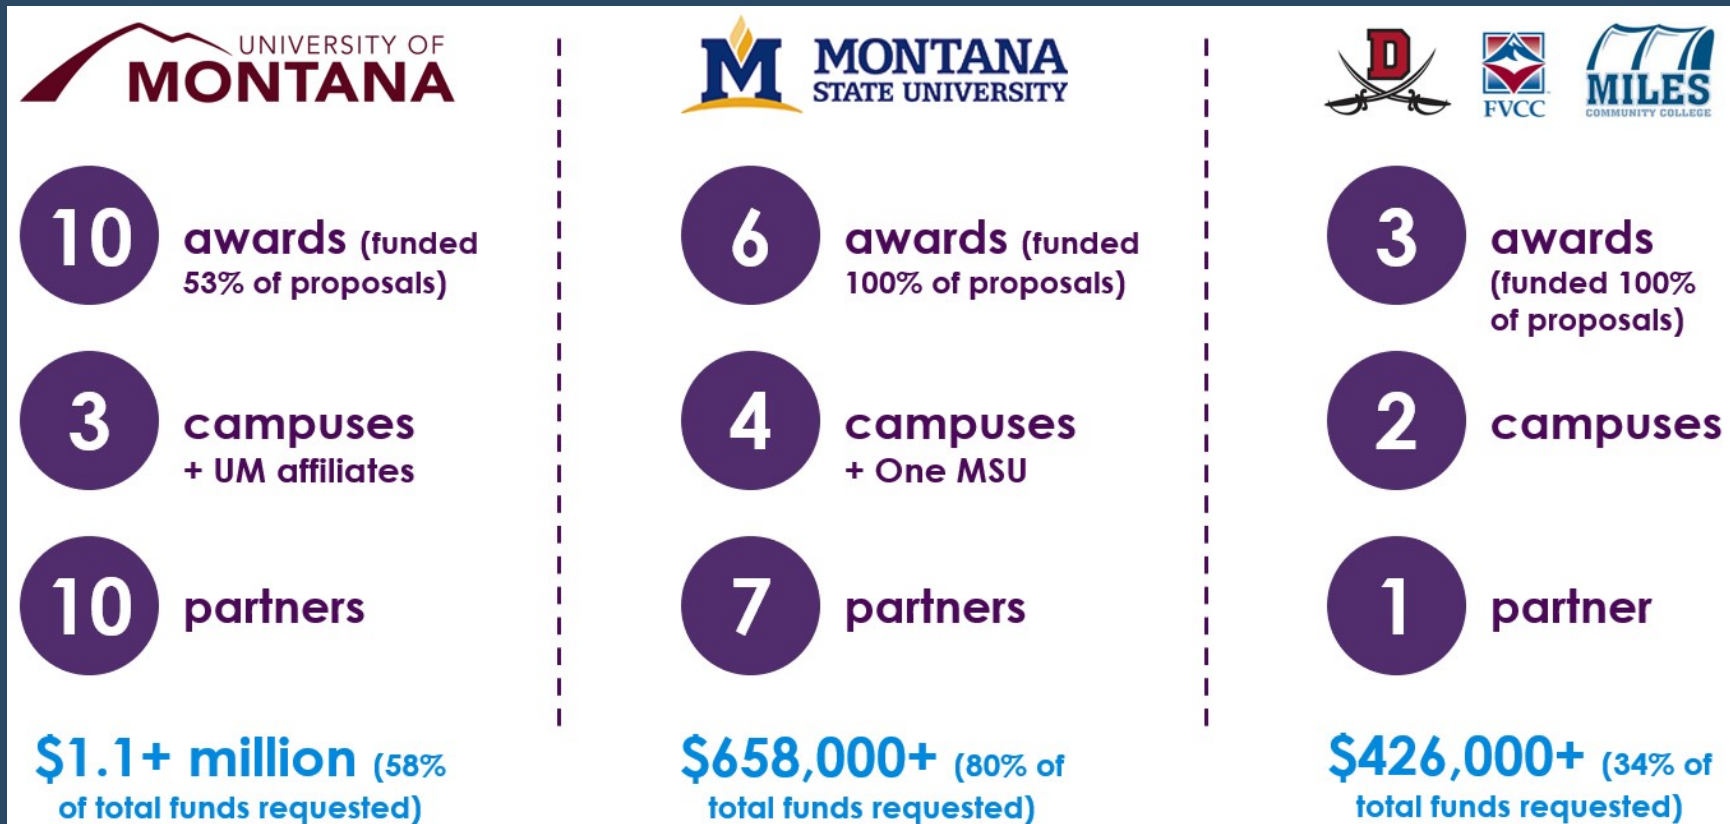 UNIVERSITY OF
MONTANA
10
awards (funded
53% of proposals)
3
campuses
+ UM affiliates
10
partners
$1.1+ million (58%
of total funds requested)
M
MONTANA
STATE UNIVERSITY
6
awards (funded
100% of proposals)
4
campuses
+ One MSU
7
partners
$658,000+ (80% of
total funds requested)
D
FVCC
MILES
COMMUNITY COLLEGE
3
awards
(funded 100%
of proposals)
2
campuses
1
partner
$426,000+ (34% of
total funds requested)